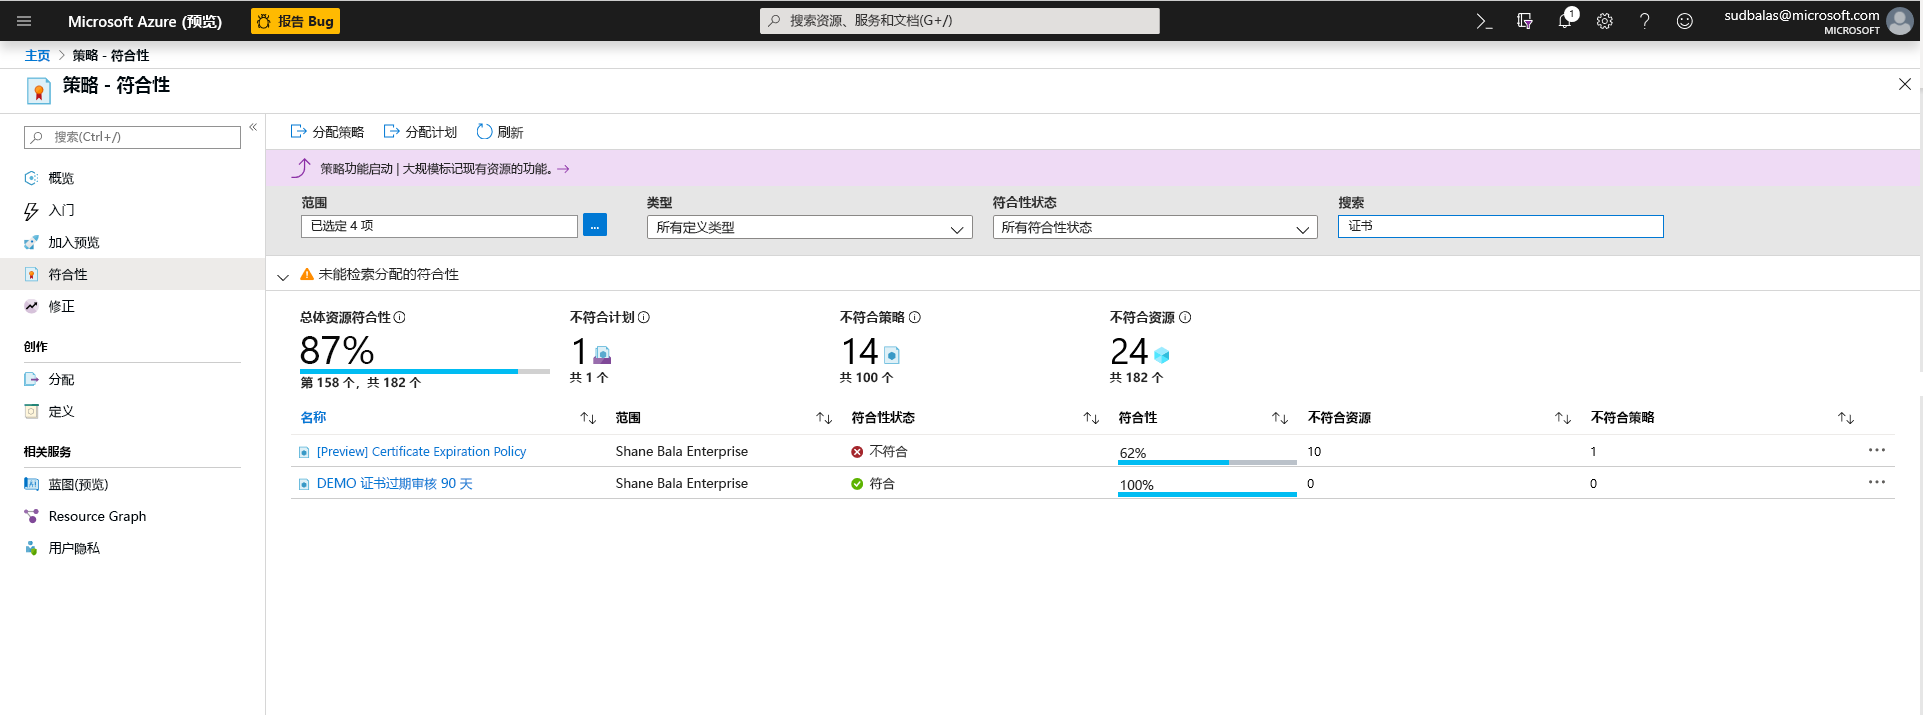 Microsoft Azure (预览)
报告 Bug
搜索资源、服务和文档(G+/)
1
sudbalas@microsoft.com
MICROSOFT
主页 > 策略 - 符合性
策略 - 符合性
搜索(Ctrl+/)
概览
入门
加入预览
符合性
修正
创作
分配
定义
相关服务
蓝图(预览)
Resource Graph
用户隐私
分配策略 分配计划 刷新
策略功能启动 | 大规模标记现有资源的功能。→
范围 类型 符合性状态 搜索
已选定 4 项 ... 所有定义类型 所有符合性状态 证书
未能检索分配的符合性
总体资源符合性 不符合计划 不符合策略 不符合资源
87% 1 14 24
第 158 个，共 182 个 共 1 个 共 100 个 共 182 个
名称 范围 符合性状态 符合性 不符合资源 不符合策略
[Preview] Certificate Expiration Policy Shane Bala Enterprise 不符合 62% 10 1 ...
DEMO 证书过期审核 90 天 Shane Bala Enterprise 符合 100% 0 0 ...